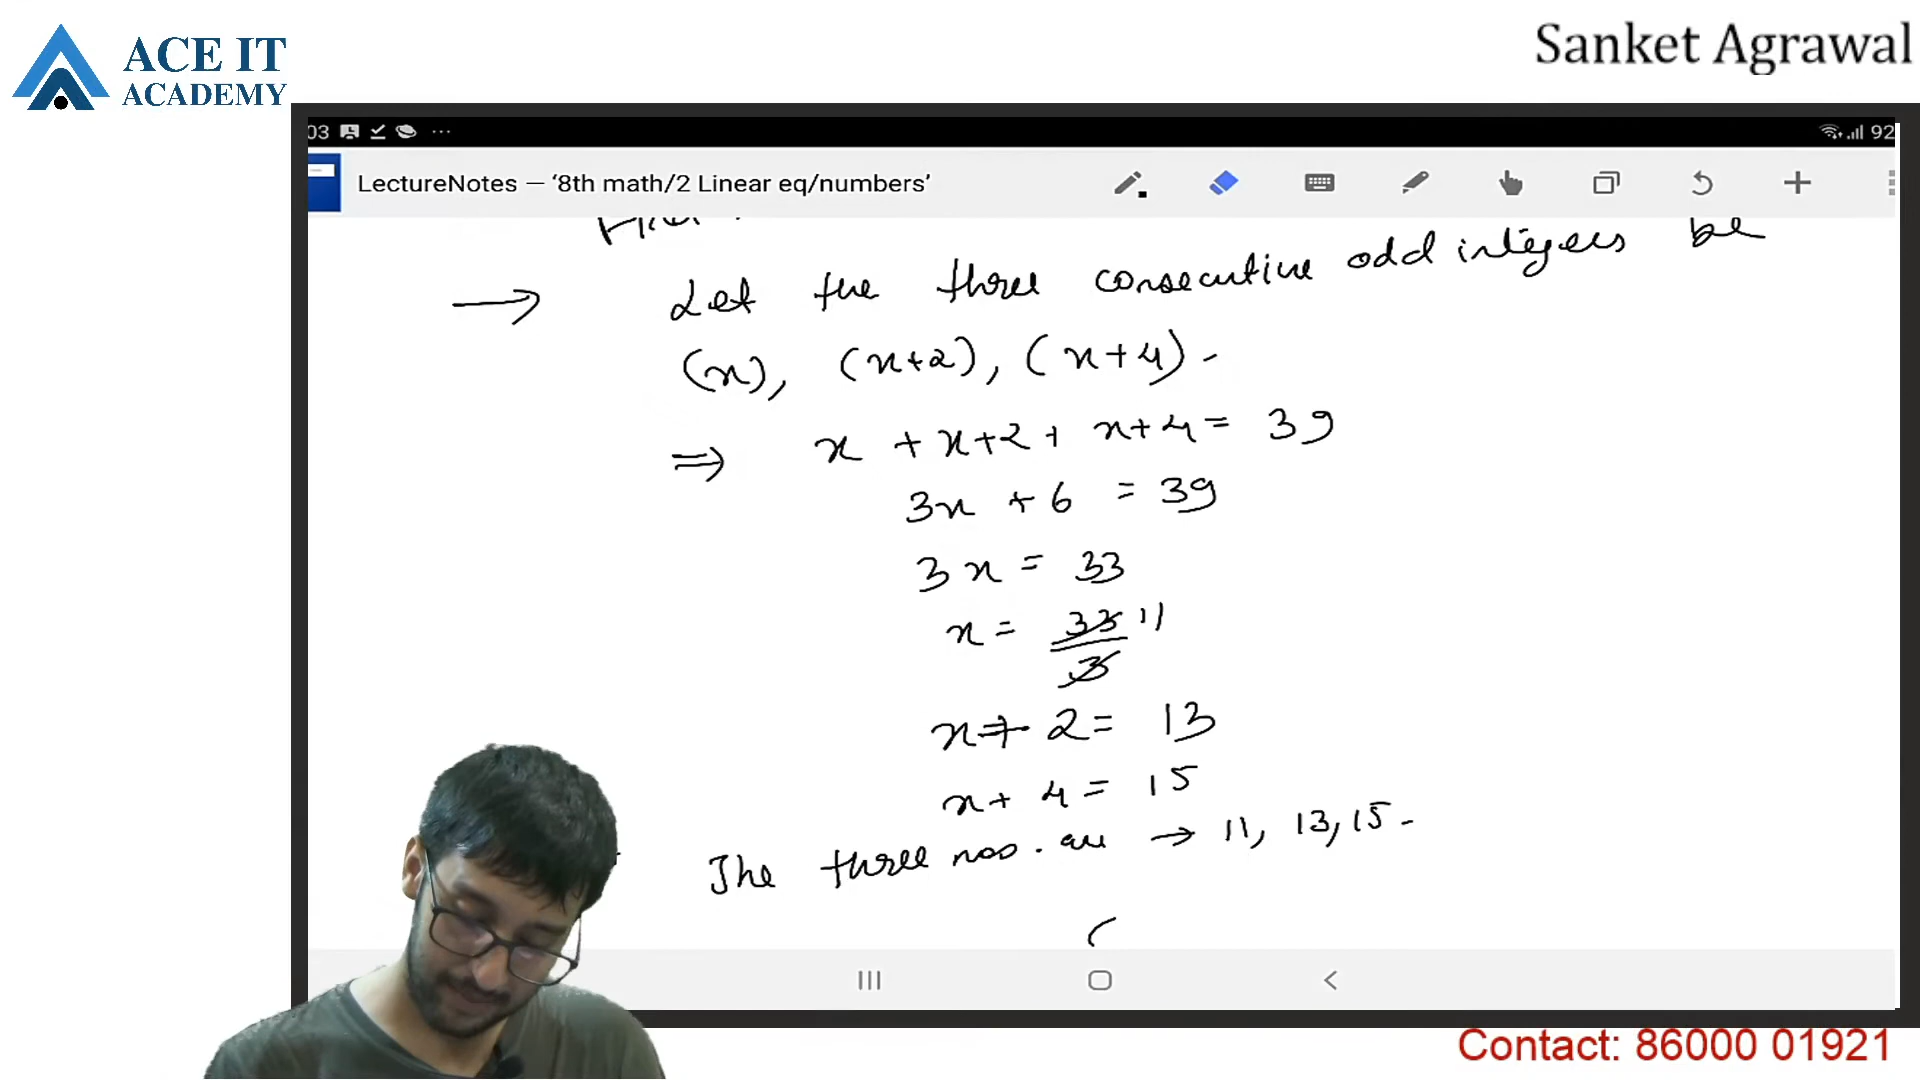 ACE IT
ACADEMY
Sanket Agrawal
03 ...
92
LectureNotes — ‘8th math/2 Linear eq/numbers’
Let the three consecutive odd integers be
(x), (x+2), (x+4).
⇒ x + x+2 + x+4 = 39
3x + 6 = 39
3x = 33
x = 33/3 11
x+2 = 13
x+4 = 15
The three nos. are → 11, 13, 15.
Contact: 86000 01921